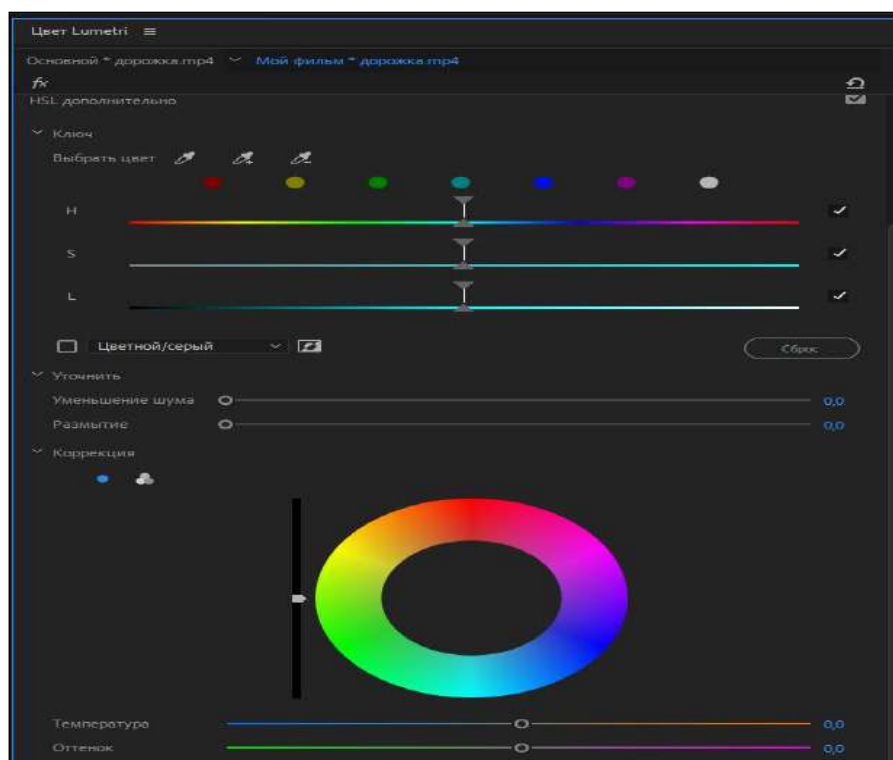 Цвет Lumetri
Основной * дорожка.mp4 Мой фильм * дорожка.mp4
fx
HSL дополнительно
Ключ
Выбрать цвет
H
S
L
Цветной/серый Сброс
Уточнить
Уменьшение шума 0,0
Размытие 0,0
Коррекция
Температура 0,0
Оттенок 0,0